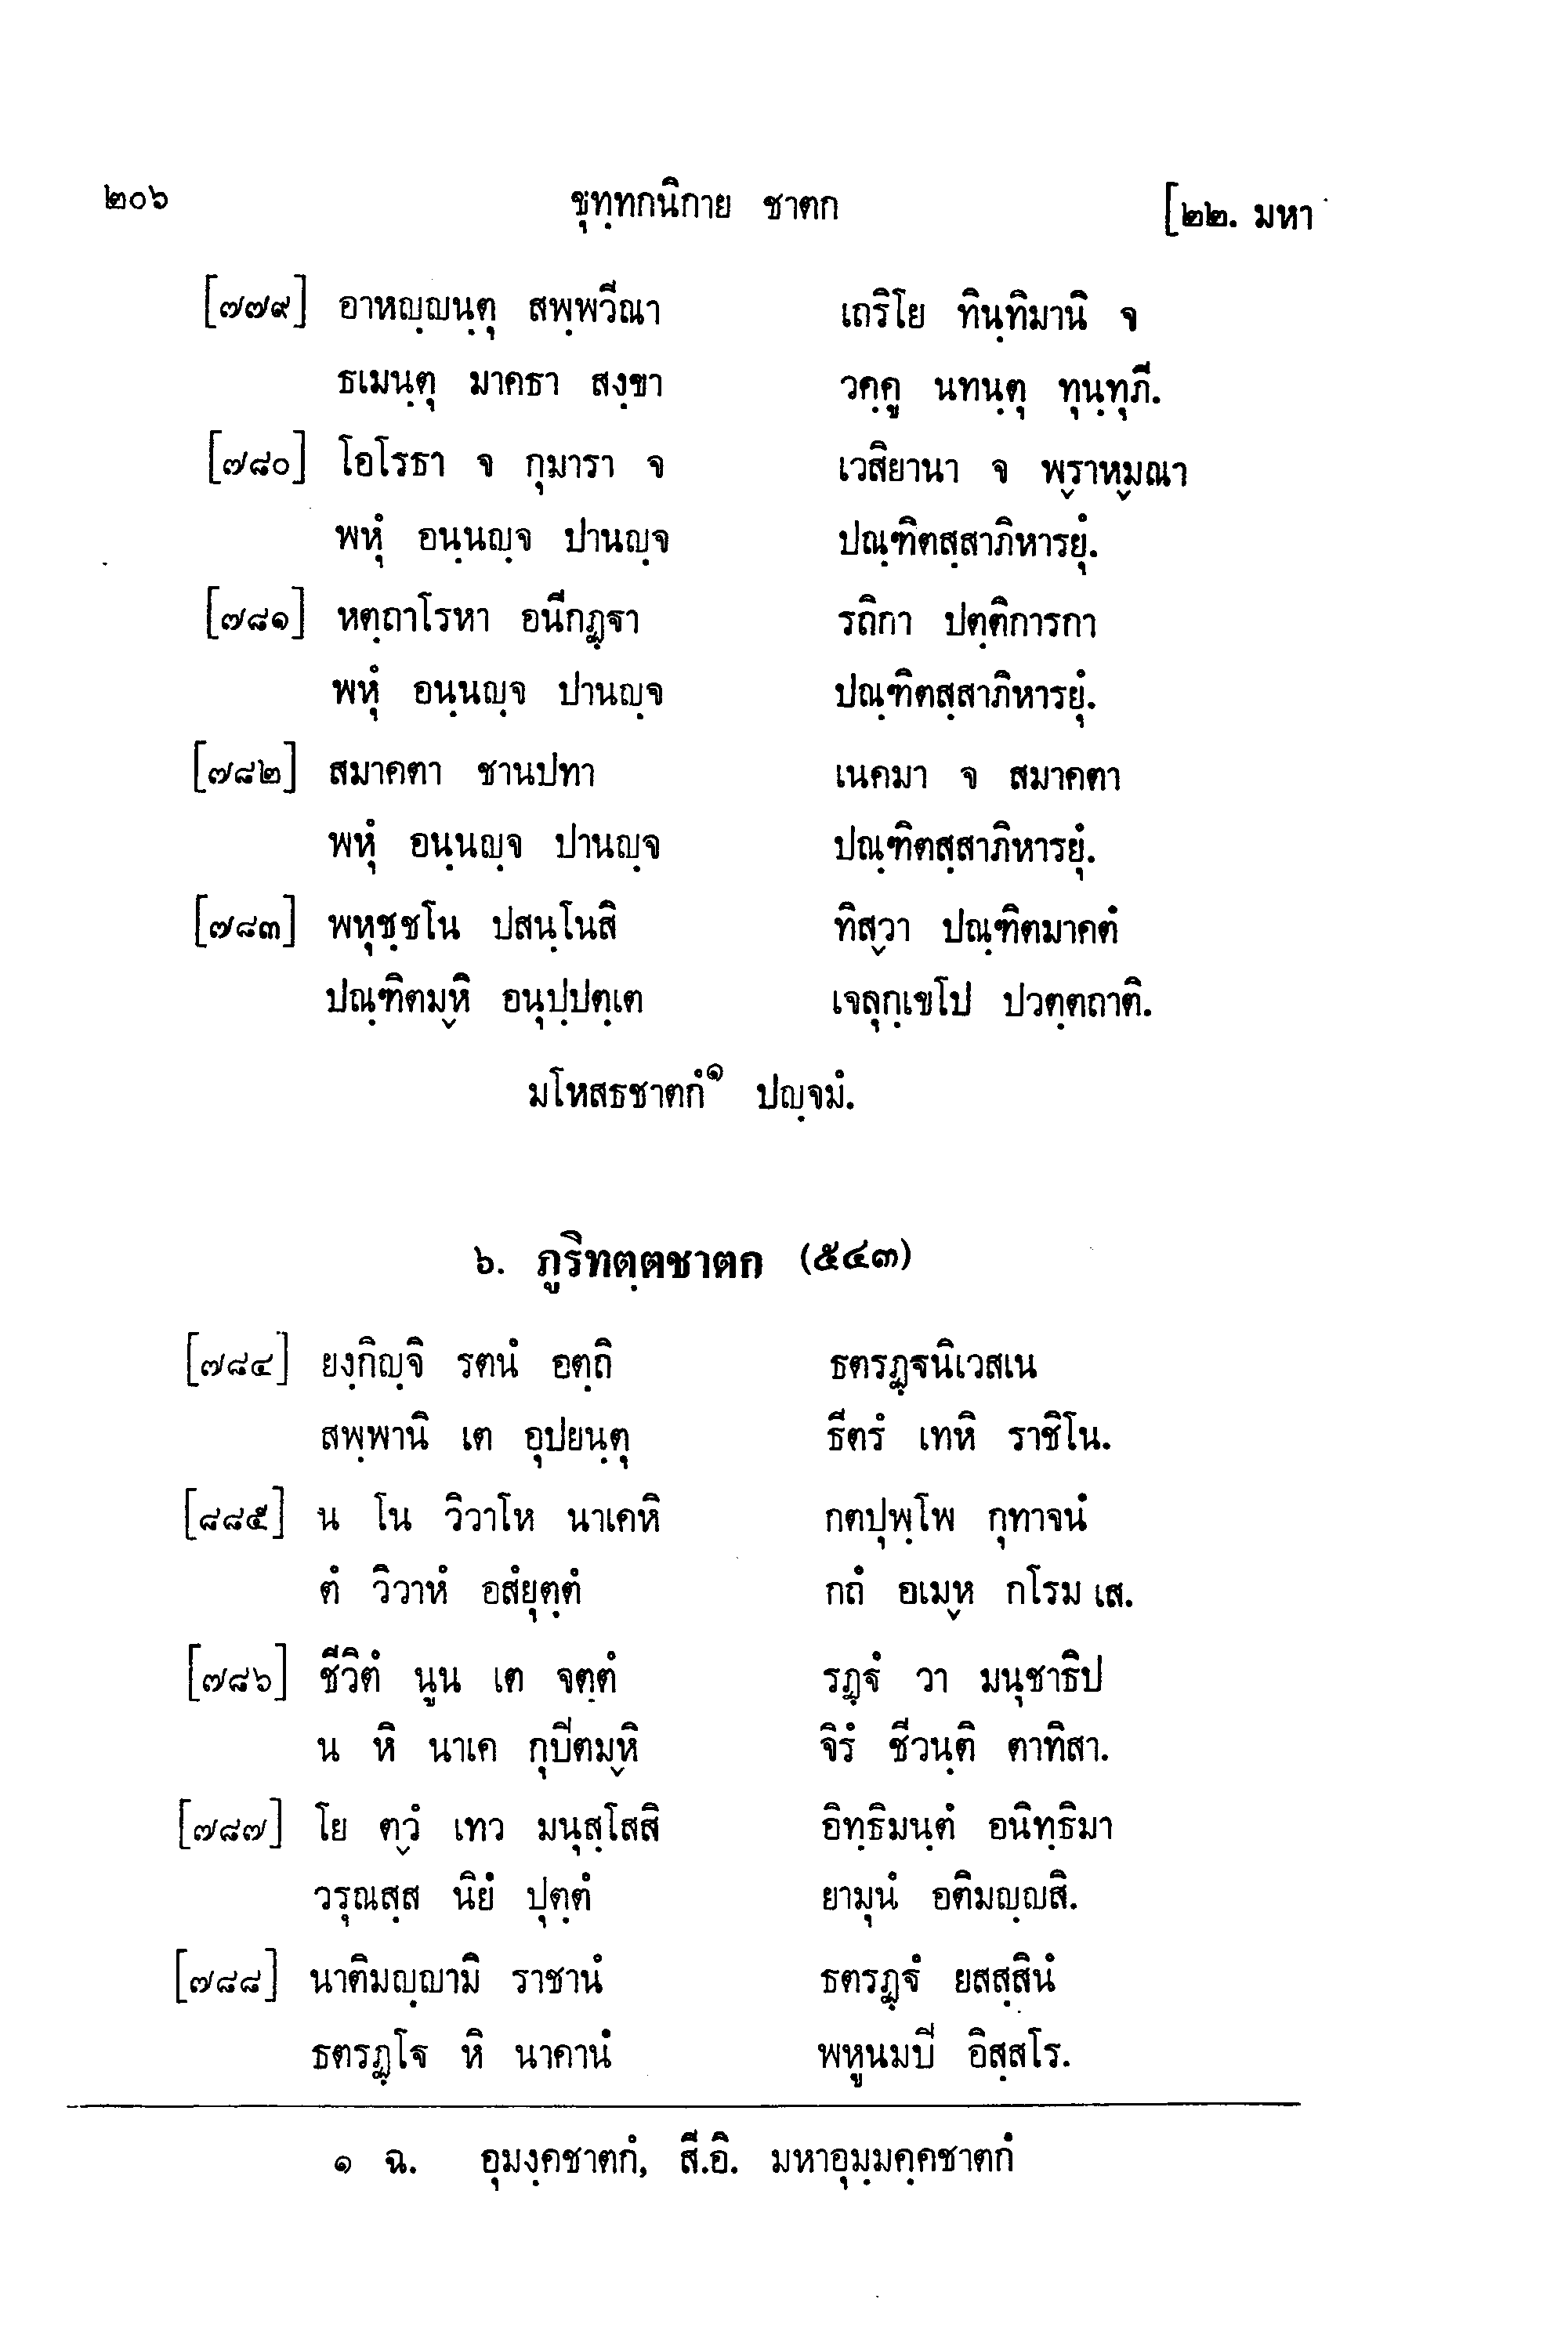 ๒๐๖ ขุทฺทกนิกาย ชาตก [๒๒. มหา
[๗๗๙] อาหญฺญนฺตุ สพฺพวีณา เถริโย ทินฺทิมานิ จ
ธเมนฺตุ มาคธา สงฺขา วคฺคู นทนฺตุ ทุนฺทุภี.
[๗๘๐] โอโรธา จ กุมารา จ เวสิยานา จ พฺราหฺมณา
พหุํ อนฺนญฺจ ปานญฺจ ปณฺฑิตสฺสาภิหารยุํ.
[๗๘๑] หตฺถาโรหา อนีกฏฺฐา รถิกา ปตฺติการกา
พหุํ อนฺนญฺจ ปานญฺจ ปณฺฑิตสฺสาภิหารยุํ.
[๗๘๒] สมาคตา ชานปทา เนคมา จ สมาคตา
พหุํ อนฺนญฺจ ปานญฺจ ปณฺฑิตสฺสาภิหารยุํ.
[๗๘๓] พหุชฺชโน ปสนฺโนสิ ทิสฺวา ปณฺฑิตมาคตํ
ปณฺฑิตมฺหิ อนุปฺปตฺเต เจลุกฺเขโป ปวตฺตถาติ.
มโหสธชาตกํ๑ ปญฺจมํ.
๖. ภูริทตฺตชาตก (๕๔๓)
[๗๘๔] ยงฺกิญฺจิ รตนํ อตฺถิ ธตรฏฺฐนิเวสเน
สพฺพานิ เต อุปยนฺตุ ธีตรํ เทหิ ราชิโน.
[๘๘๕] น โน วิวาโห นาเคหิ กตปุพฺโพ กุทาจนํ
ตํ วิวาหํ อสํยุตฺตํ กถํ อเมฺห กโรม เส.
[๗๘๖] ชีวิตํ นูน เต จตฺตํ รฏฺฐํ วา มนุชาธิป
น หิ นาเค กุปีตมฺหิ จิรํ ชีวนฺติ ตาทิสา.
[๗๘๗] โย ตฺวํ เทว มนุสฺโสสิ อิทฺธิมนฺตํ อนิทฺธิมา
วรุณสฺส นิยํ ปุตฺตํ ยามุนํ อติมญฺญสิ.
[๗๘๘] นาติมญฺญามิ ราชานํ ธตรฏฺฐํ ยสสฺสินํ
ธตรฏฺโฐ หิ นาคานํ พหูนมปี อิสฺสโร.
๑ ฉ. อุมงฺคชาตกํ, สี.อิ. มหาอุมฺมคฺคชาตกํ